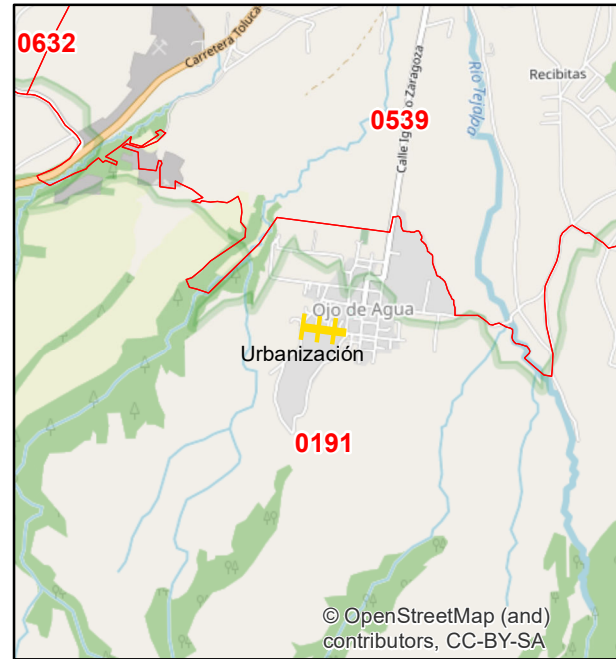 0632
Carretera Toluca
Río Tejalpa
Recibitas
0539
Calle Ig o Zaragoza
Ojo de Agua
Urbanización
0191
© OpenStreetMap (and)
contributors, CC-BY-SA